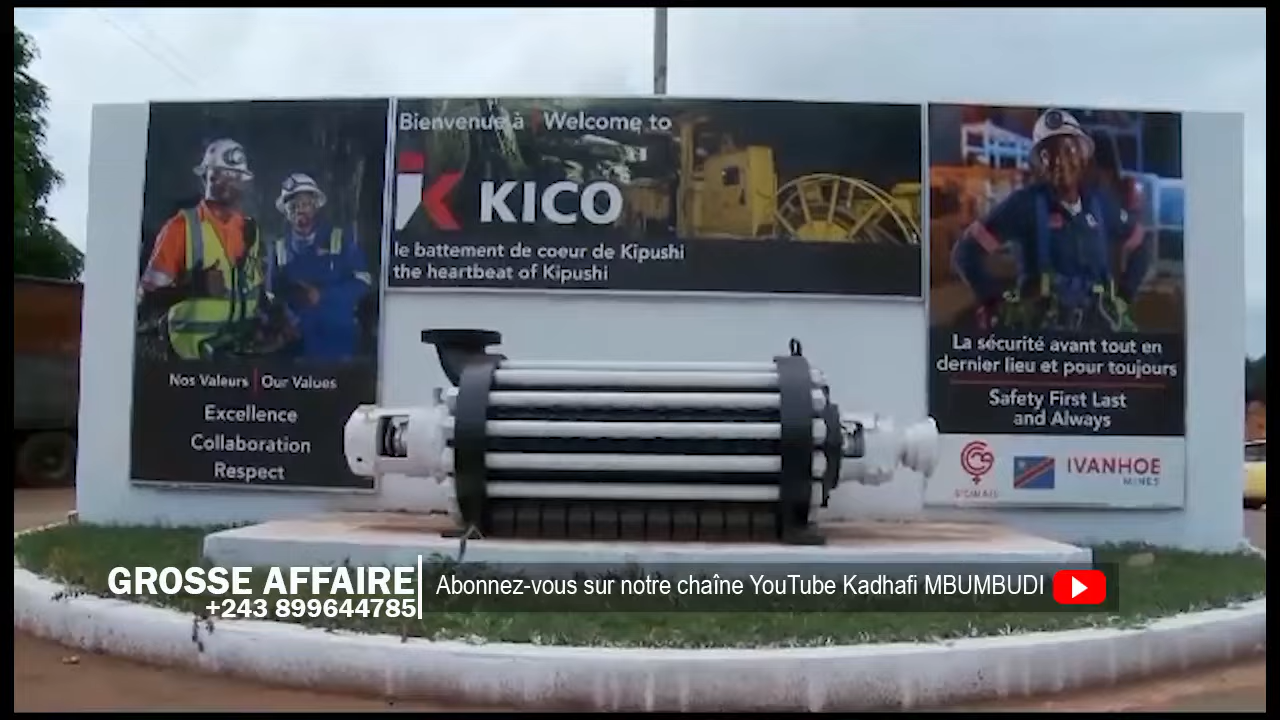 Bienvenue à Welcome to
KICO
le battement de coeur de Kipushi
the heartbeat of Kipushi
Nos Valeurs Our Values
Excellence
Collaboration
Respect
La sécurité avant tout en
dernier lieu et pour toujours
Safety First Last
and Always
IVANHOE
MINES
GROSSE AFFAIRE
+243 899644785
Abonnez-vous sur notre chaîne YouTube Kadhafi MBUMBUDI